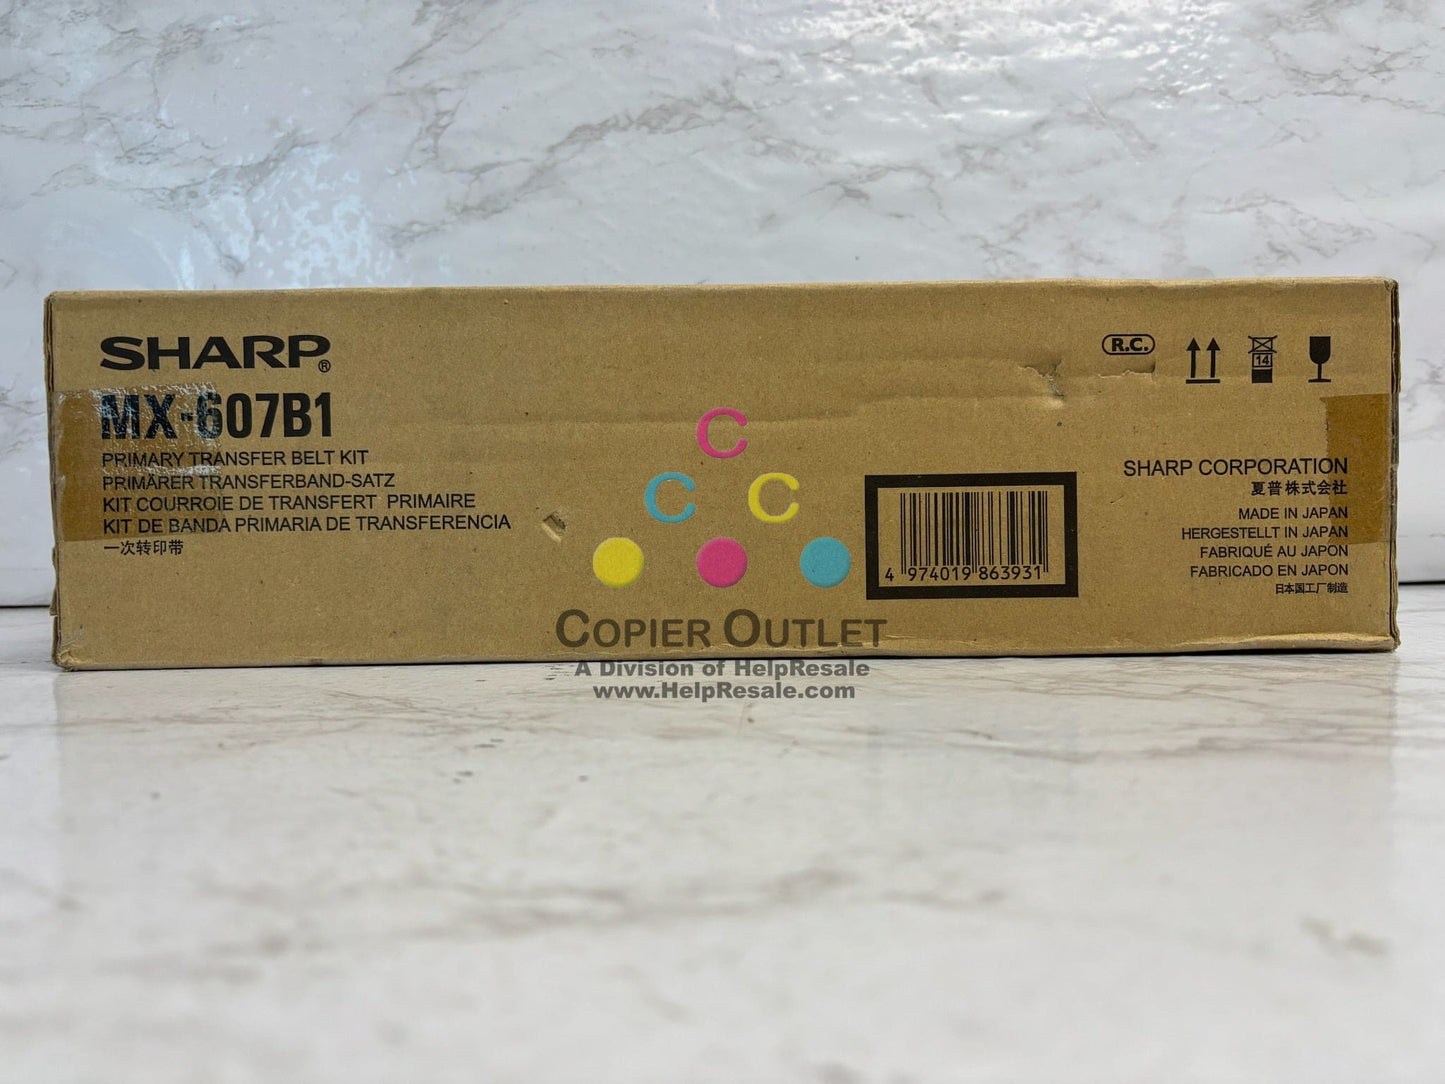 SHARP®
MX-607B1
PRIMARY TRANSFER BELT KIT
PRIMÄRER TRANSFERBAND-SATZ
KIT COURROIE DE TRANSFERT PRIMAIRE
KIT DE BANDA PRIMARIA DE TRANSFERENCIA
一次转印带
R.C.
14
SHARP CORPORATION
夏普株式会社
MADE IN JAPAN
HERGESTELLT IN JAPAN
FABRIQUÉ AU JAPON
FABRICADO EN JAPON
日本国工厂制造
4 974019 863931
C
C C
COPIER OUTLET
A Division of HelpResale
www.HelpResale.com